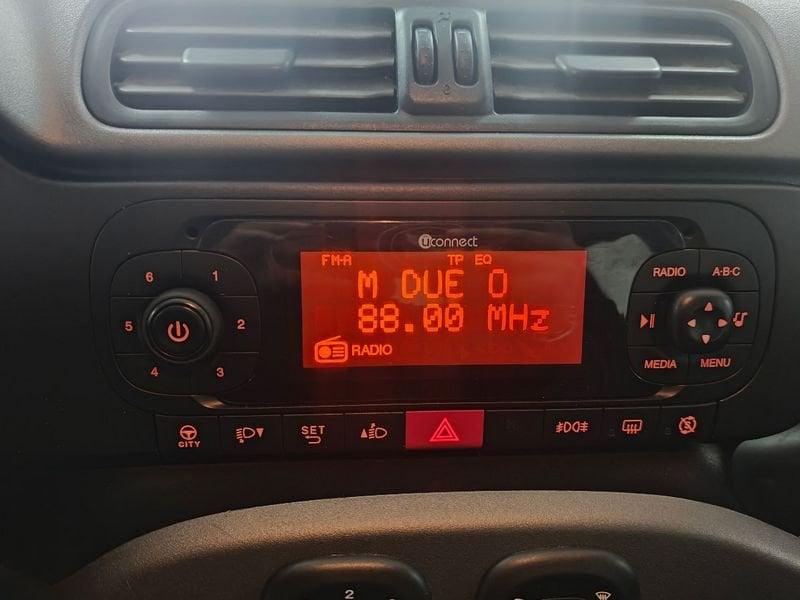 uconnect
FM-A TP EQ
M DUE O
88.00 MHz
RADIO
6 1
5 2
4 3
RADIO A·B·C
MEDIA MENU
CITY SET
2